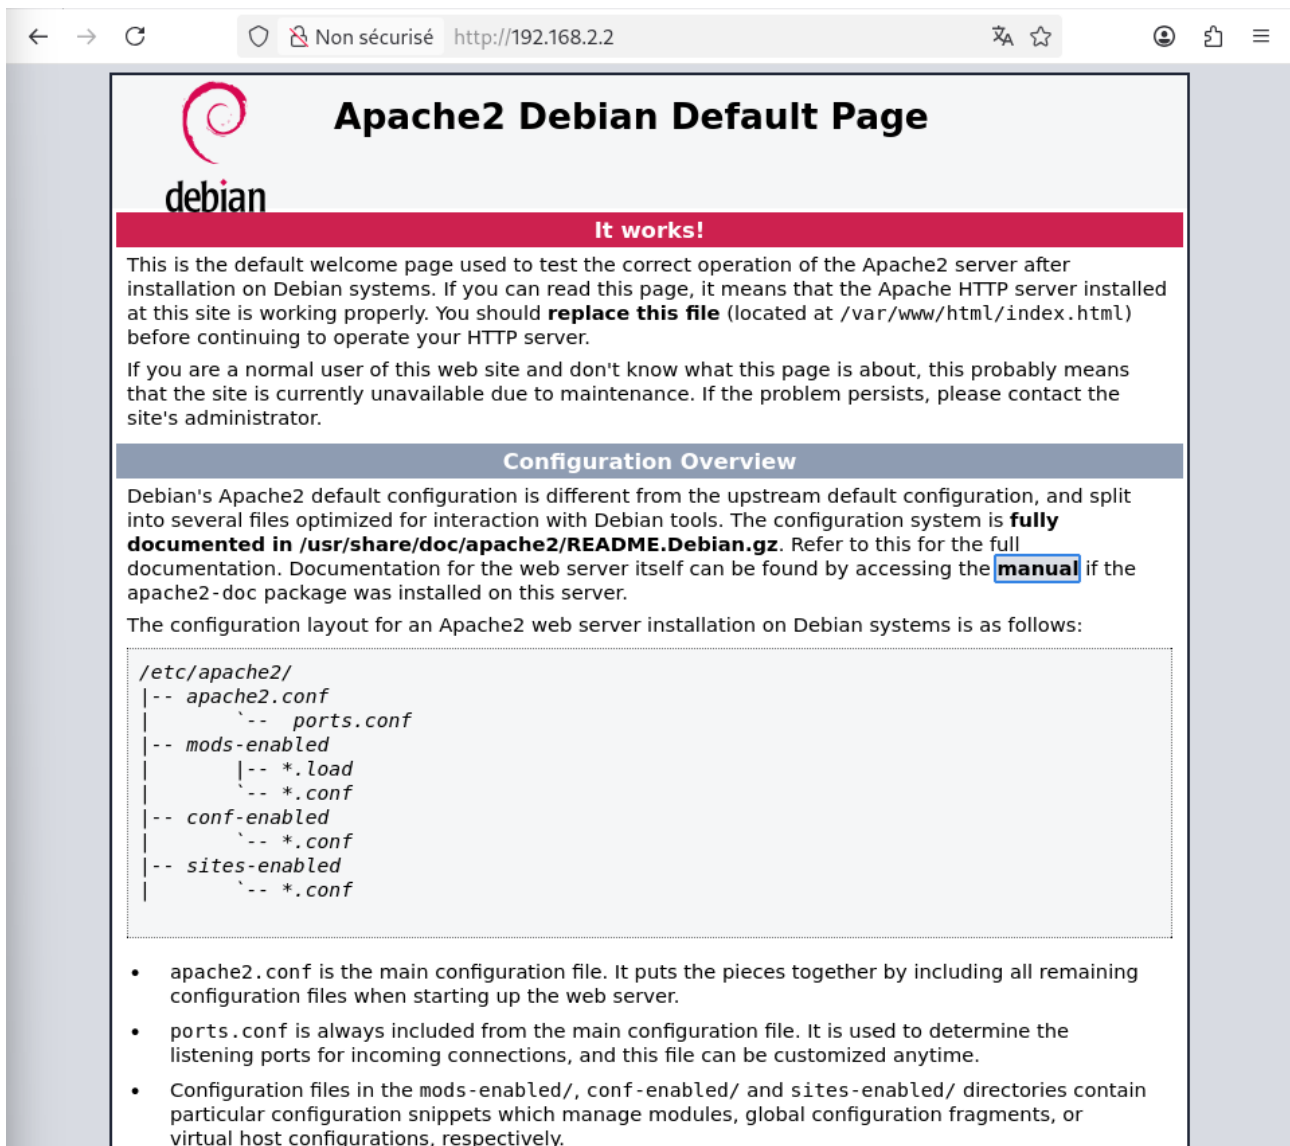 Non sécurisé http://192.168.2.2
Apache2 Debian Default Page
debian
It works!
This is the default welcome page used to test the correct operation of the Apache2 server after
installation on Debian systems. If you can read this page, it means that the Apache HTTP server installed
at this site is working properly. You should replace this file (located at /var/www/html/index.html)
before continuing to operate your HTTP server.
If you are a normal user of this web site and don't know what this page is about, this probably means
that the site is currently unavailable due to maintenance. If the problem persists, please contact the
site's administrator.
Configuration Overview
Debian's Apache2 default configuration is different from the upstream default configuration, and split
into several files optimized for interaction with Debian tools. The configuration system is fully
documented in /usr/share/doc/apache2/README.Debian.gz. Refer to this for the full
documentation. Documentation for the web server itself can be found by accessing the manual if the
apache2-doc package was installed on this server.
The configuration layout for an Apache2 web server installation on Debian systems is as follows:
/etc/apache2/
|-- apache2.conf
|       `--  ports.conf
|-- mods-enabled
|       |-- *.load
|       `-- *.conf
|-- conf-enabled
|       `-- *.conf
|-- sites-enabled
|       `-- *.conf
• apache2.conf is the main configuration file. It puts the pieces together by including all remaining
configuration files when starting up the web server.
• ports.conf is always included from the main configuration file. It is used to determine the
listening ports for incoming connections, and this file can be customized anytime.
• Configuration files in the mods-enabled/, conf-enabled/ and sites-enabled/ directories contain
particular configuration snippets which manage modules, global configuration fragments, or
virtual host configurations, respectively.